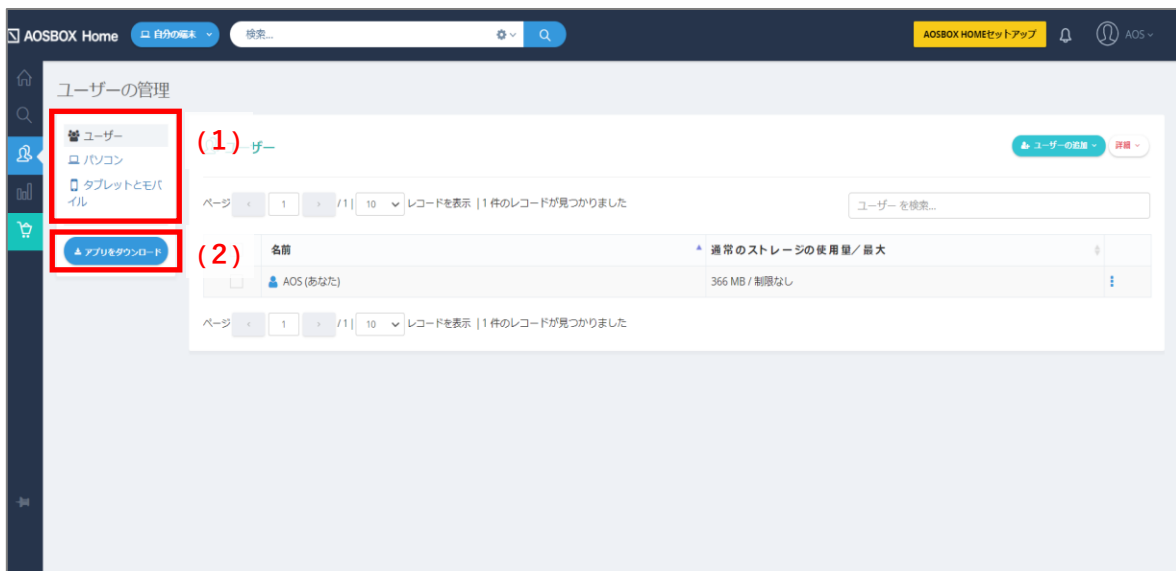 AOSBOX Home
自分の端末
検索...
AOSBOX HOMEセットアップ
AOS
ユーザーの管理
ユーザー
パソコン
タブレットとモバ
イル
(1)
ーザー
ユーザーの追加
詳細
ページ 1 / 1 | 10 レコードを表示 | 1 件のレコードが見つかりました
ユーザー を検索...
アプリをダウンロード
(2)
名前
通常のストレージの使用量／最大
AOS (あなた)
366 MB / 制限なし
ページ 1 / 1 | 10 レコードを表示 | 1 件のレコードが見つかりました